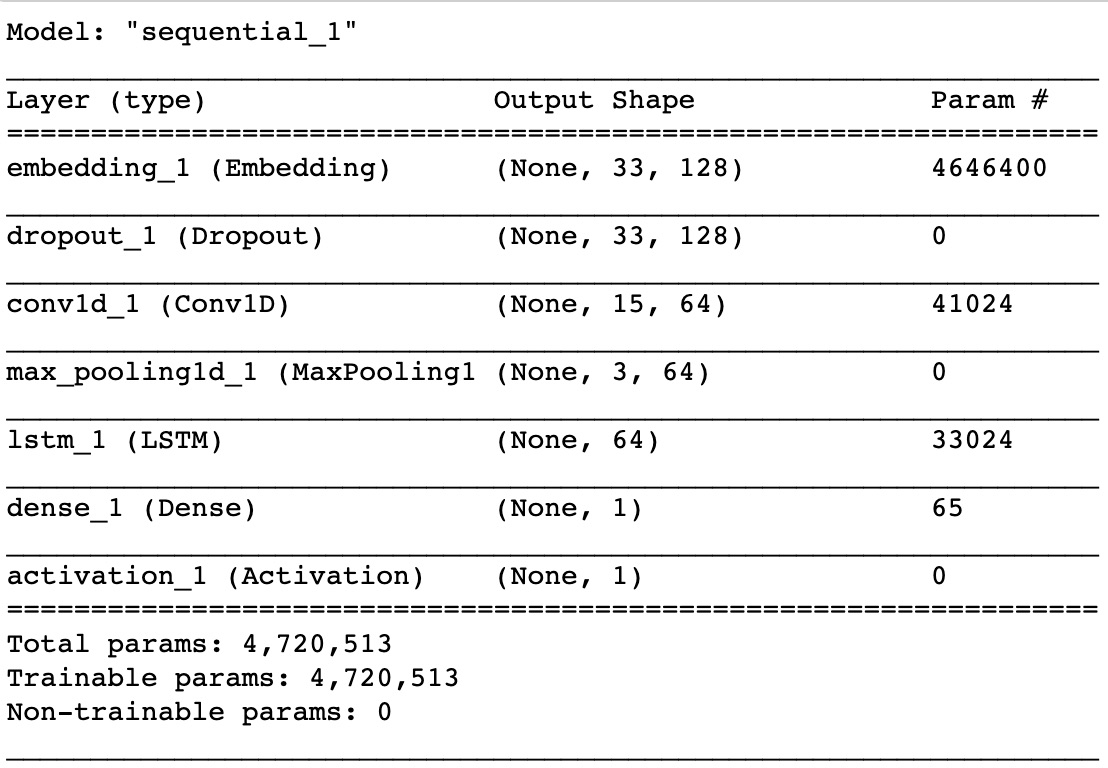 Model: "sequential_1"
Layer (type) Output Shape Param #
embedding_1 (Embedding) (None, 33, 128) 4646400
dropout_1 (Dropout) (None, 33, 128) 0
conv1d_1 (Conv1D) (None, 15, 64) 41024
max_pooling1d_1 (MaxPooling1 (None, 3, 64) 0
lstm_1 (LSTM) (None, 64) 33024
dense_1 (Dense) (None, 1) 65
activation_1 (Activation) (None, 1) 0
Total params: 4,720,513
Trainable params: 4,720,513
Non-trainable params: 0